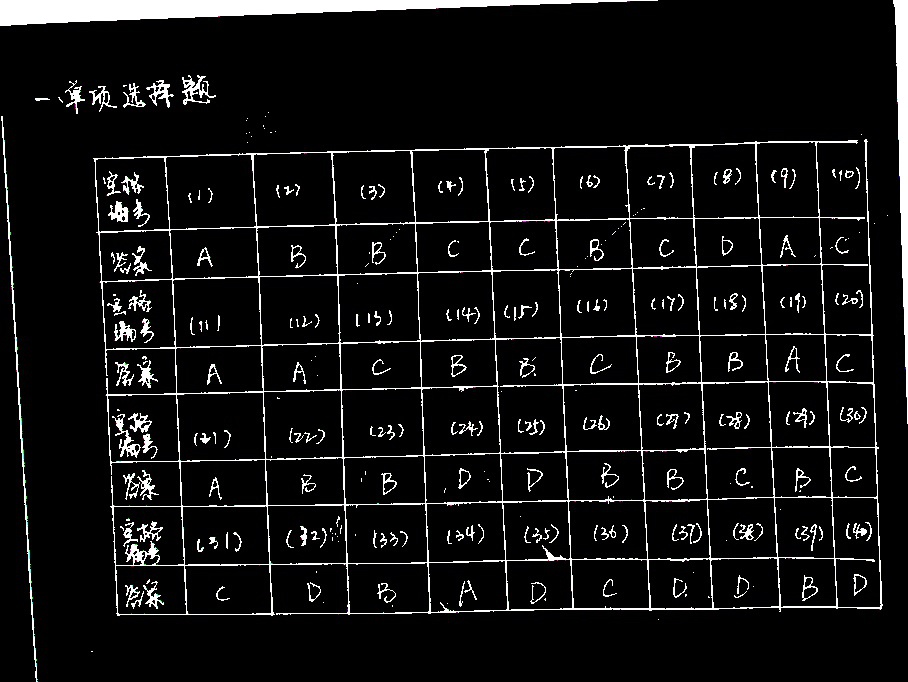 一、单项选择题
空格编号 (1) (2) (3) (4) (5) (6) (7) (8) (9) (10)
答案 A B B C C B C D A C
空格编号 (11) (12) (13) (14) (15) (16) (17) (18) (19) (20)
答案 A A C B B C B B A C
空格编号 (21) (22) (23) (24) (25) (26) (27) (28) (29) (30)
答案 A B B D D B B C B C
空格编号 (31) (32) (33) (34) (35) (36) (37) (38) (39) (40)
答案 C D B A D C D D B D